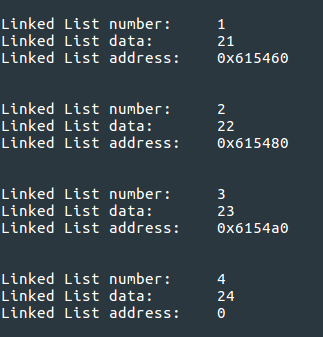 Linked List number: 1
Linked List data: 21
Linked List address: 0x615460
Linked List number: 2
Linked List data: 22
Linked List address: 0x615480
Linked List number: 3
Linked List data: 23
Linked List address: 0x6154a0
Linked List number: 4
Linked List data: 24
Linked List address: 0